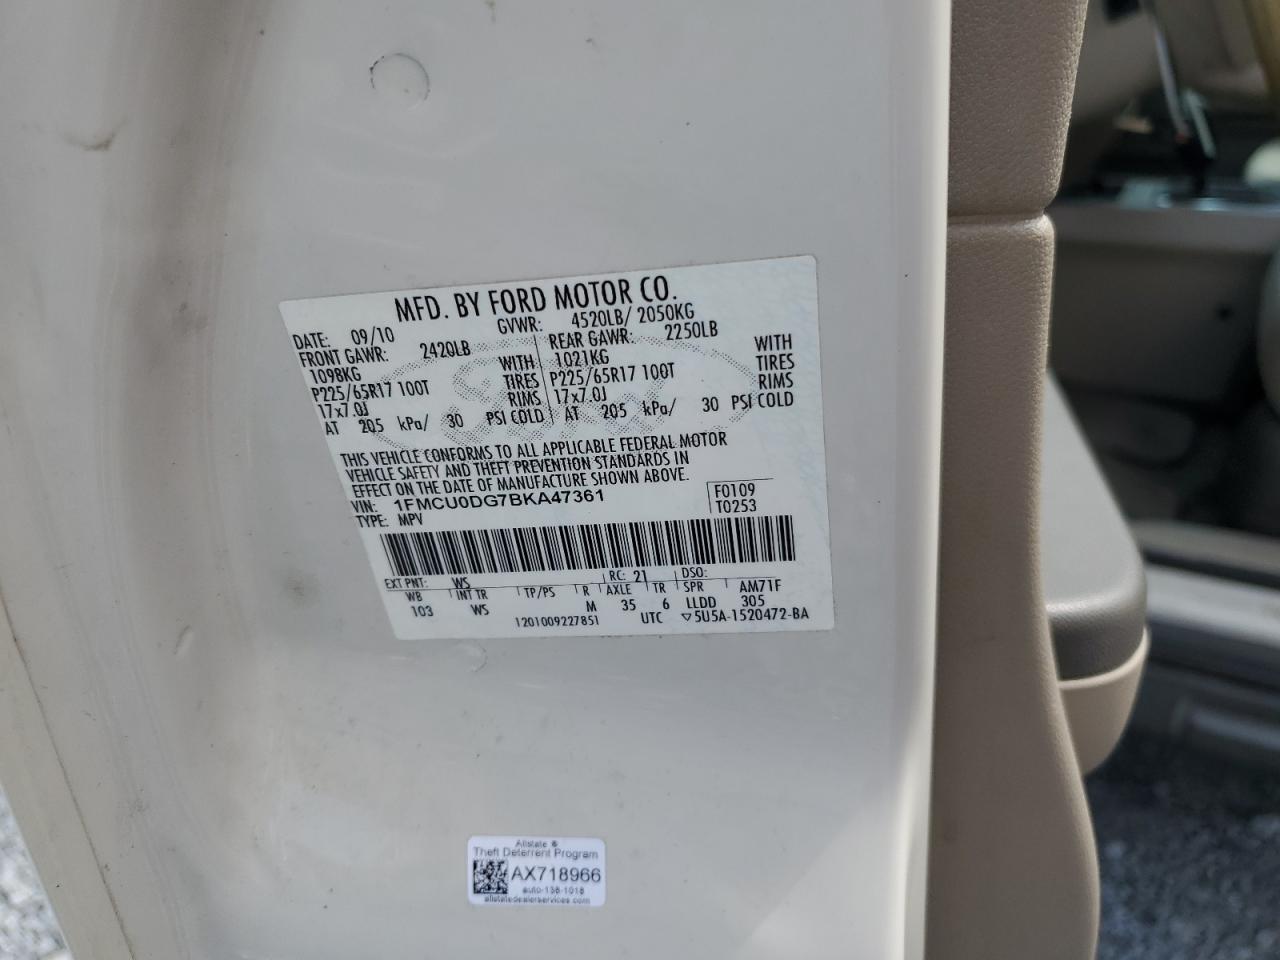 MFD. BY FORD MOTOR CO.
DATE: 09/10 GVWR: 4520LB/ 2050KG
FRONT GAWR: 2420LB REAR GAWR: 2250LB
1098KG WITH 1021KG WITH
P225/65R17 100T TIRES P225/65R17 100T TIRES
17x7.0J RIMS 17x7.0J RIMS
AT 205 kPa/ 30 PSI COLD AT 205 kPa/ 30 PSI COLD
THIS VEHICLE CONFORMS TO ALL APPLICABLE FEDERAL MOTOR
VEHICLE SAFETY AND THEFT PREVENTION STANDARDS IN
EFFECT ON THE DATE OF MANUFACTURE SHOWN ABOVE.
VIN: 1FMCU0DG7BKA47361 F0109
TYPE: MPV T0253
EXT PNT: WS RC: 21 DSO:
WB INT TR TP/PS R AXLE TR SPR AM71F
103 WS M 35 6 LLDD 305
1201009227851 UTC ▽5U5A-1520472-BA
Allstate ®
Theft Deterrent Program
AX718966
auto-138-1018
allstatedealerservices.com